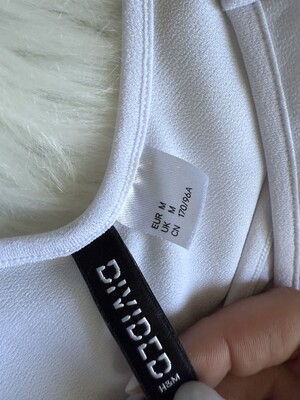 EUR M
UK M
CN 170/96A
DIVIDED
H&M